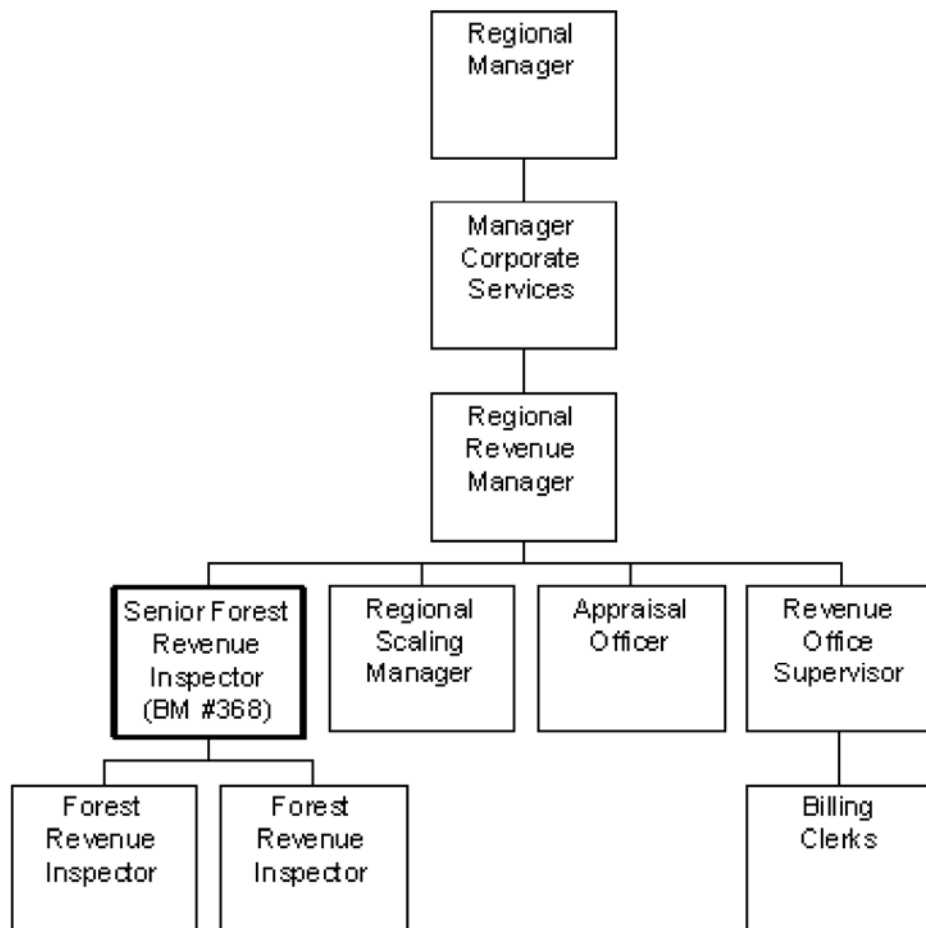 Regional
Manager
Manager
Corporate
Services
Regional
Revenue
Manager
Senior Forest
Revenue
Inspector
(BM #368)
Regional
Scaling
Manager
Appraisal
Officer
Revenue
Office
Supervisor
Forest
Revenue
Inspector
Forest
Revenue
Inspector
Billing
Clerks